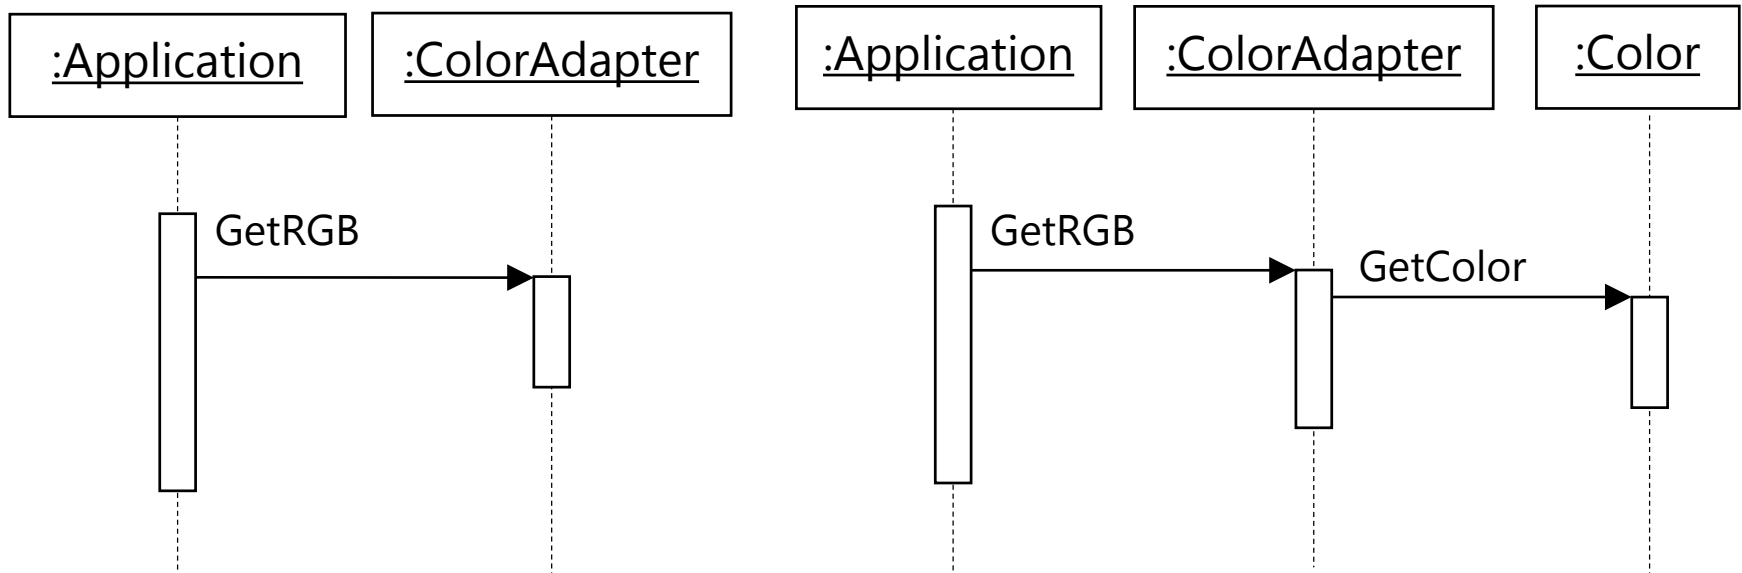 :Application
:ColorAdapter
GetRGB
:Application
:ColorAdapter
:Color
GetRGB
GetColor